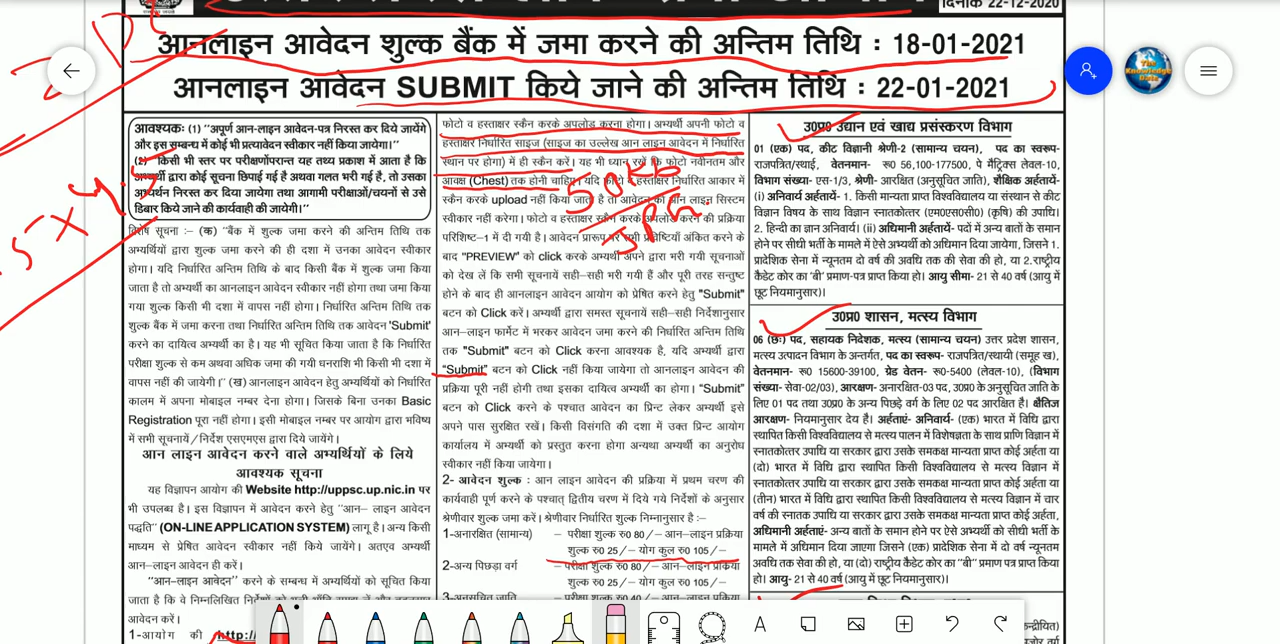 दिनांक 22-12-2020
आनलाइन आवेदन शुल्क बैंक में जमा करने की अन्तिम तिथि : 18-01-2021
आनलाइन आवेदन SUBMIT किये जाने की अन्तिम तिथि : 22-01-2021
आवश्यकः (1) "अपूर्ण आन-लाइन आवेदन-पत्र निरस्त कर दिये जायेंगे
और इस सम्बन्ध में कोई भी प्रत्यावेदन स्वीकार नहीं किया जायेगा।"
(2) किसी भी स्तर पर परीक्षणोंपरान्त यह तथ्य प्रकाश में आता है कि
अभ्यर्थी द्वारा कोई सूचना छिपाई गई है अथवा गलत भरी गई है, तो उसका
अभ्यर्थन निरस्त कर दिया जायेगा तथा आगामी परीक्षाओं/चयनों से उसे
डिबार किये जाने की कार्यवाही की जायेगी।"
विशेष सूचना :– (क) "बैंक में शुल्क जमा करने की अन्तिम तिथि तक
अभ्यर्थियों द्वारा शुल्क जमा करने की ही दशा में उनका आवेदन स्वीकार
होगा। यदि निर्धारित अन्तिम तिथि के बाद किसी बैंक में शुल्क जमा किया
जाता है तो अभ्यर्थी का आनलाइन आवेदन स्वीकार नहीं होगा तथा जमा किया
गया शुल्क किसी भी दशा में वापस नहीं होगा। निर्धारित अन्तिम तिथि तक
शुल्क बैंक में जमा करना तथा निर्धारित अन्तिम तिथि तक आवेदन 'Submit'
करने का दायित्व अभ्यर्थी का है। यह भी सूचित किया जाता है कि निर्धारित
परीक्षा शुल्क से कम अथवा अधिक जमा की गयी धनराशि भी किसी भी दशा में
वापस नहीं की जायेगी।" (ख) आनलाइन आवेदन हेतु अभ्यर्थियों को निर्धारित
कालम में अपना मोबाइल नम्बर देना होगा। जिसके बिना उनका Basic
Registration पूरा नहीं होगा। इसी मोबाइल नम्बर पर आयोग द्वारा भविष्य
में सभी सूचनायें/निर्देश एसएमएस द्वारा दिये जायेंगे।
आन लाइन आवेदन करने वाले अभ्यर्थियों के लिये
आवश्यक सूचना
यह विज्ञापन आयोग की Website http://uppsc.up.nic.in पर
भी उपलब्ध है। इस विज्ञापन में आवेदन करने हेतु "आन– लाइन आवेदन
पद्धति" (ON-LINE APPLICATION SYSTEM) लागू है। अन्य किसी
माध्यम से प्रेषित आवेदन स्वीकार नहीं किये जायेंगे। अतएव अभ्यर्थी
आन–लाइन आवेदन ही करें।
"आन–लाइन आवेदन" करने के सम्बन्ध में अभ्यर्थियों को सूचित किया
जाता है कि वे निम्नलिखित
आवेदन करें।
1-आयोग की http:/
फोटो व हस्ताक्षर स्कैन करके अपलोड करना होगा। अभ्यर्थी अपनी फोटो व
हस्ताक्षर निर्धारित साइज (साइज का उल्लेख आन लाइन आवेदन में निर्धारित
स्थान पर होगा) में ही स्कैन करें। यह भी ध्यान रखें कि फोटो नवीनतम और
आवक्ष (Chest) तक होनी चाहिए। यदि फोटो व हस्ताक्षर निर्धारित आकार में
स्कैन करके upload नहीं किया जाता है तो आवेदन को आन लाइन सिस्टम
स्वीकार नहीं करेगा। फोटो व हस्ताक्षर स्कैन करके अपलोड करने की प्रक्रिया
परिशिष्ट–1 में दी गयी है। आवेदन प्रारूप पर सभी प्रविष्टियाँ अंकित करने के
बाद "PREVIEW" को click करके अभ्यर्थी अपने द्वारा भरी गयी सूचनाओं
को देख लें कि सभी सूचनायें सही–सही भरी गयी हैं और पूरी तरह सन्तुष्ट
होने के बाद ही आनलाइन आवेदन आयोग को प्रेषित करने हेतु "Submit"
बटन को Click करें। अभ्यर्थी द्वारा समस्त सूचनायें सही–सही निर्देशानुसार
आन–लाइन फार्मेट में भरकर आवेदन जमा करने की निर्धारित अन्तिम तिथि
तक "Submit" बटन को Click करना आवश्यक है, यदि अभ्यर्थी द्वारा
"Submit" बटन को Click नहीं किया जायेगा तो आनलाइन आवेदन की
प्रक्रिया पूरी नहीं होगी तथा इसका दायित्व अभ्यर्थी का होगा। "Submit"
बटन को Click करने के पश्चात आवेदन का प्रिन्ट लेकर अभ्यर्थी इसे
अपने पास सुरक्षित रखें। किसी विसंगति की दशा में उक्त प्रिन्ट आयोग
कार्यालय में अभ्यर्थी को प्रस्तुत करना होगा अन्यथा अभ्यर्थी का अनुरोध
स्वीकार नहीं किया जायेगा।
2- आवेदन शुल्क : आन लाइन आवेदन की प्रक्रिया में प्रथम चरण की
कार्यवाही पूर्ण करने के पश्चात् द्वितीय चरण में दिये गये निर्देशों के अनुसार
श्रेणीवार शुल्क जमा करें। श्रेणीवार निर्धारित शुल्क निम्नानुसार है :–
1-अनारक्षित (सामान्य) – परीक्षा शुल्क रु0 80/– आन–लाइन प्रक्रिया
शुल्क रु0 25/– योग कुल रु0 105/–
2-अन्य पिछड़ा वर्ग – परीक्षा शुल्क रु0 80/– आन–लाइन प्रक्रिया
शुल्क रु0 25/– योग कुल रु0 105/–
3-अनुसूचित जाति – परीक्षा शुल्क रु0 40/– आन–लाइन प्रक्रिया
50 KB
JPG
5 X 4.5
उ0प्र0 उद्यान एवं खाद्य प्रसंस्करण विभाग
01 (एक) पद, कीट विज्ञानी श्रेणी-2 (सामान्य चयन), पद का स्वरूप-
राजपत्रित/स्थाई, वेतनमान- रू0 56,100-177500, पे मैट्रिक्स लेवल-10,
विभाग संख्या- एस-1/3, श्रेणी- आरक्षित (अनुसूचित जाति), शैक्षिक अर्हतायें-
(i) अनिवार्य अर्हतायें- 1. किसी मान्यता प्राप्त विश्वविद्यालय या संस्थान से कीट
विज्ञान विषय के साथ विज्ञान स्नातकोत्तर (एम0एस0सी0) (कृषि) की उपाधि।
2. हिन्दी का ज्ञान अनिवार्य। (ii) अधिमानी अर्हतायें- पदों में अन्य बातों के समान
होने पर सीधी भर्ती के मामले में ऐसे अभ्यर्थी को अधिमान दिया जायेगा, जिसने 1.
प्रादेशिक सेना में न्यूनतम दो वर्ष की अवधि तक की सेवा की हो, या 2.राष्ट्रीय
कैडेट कोर का 'बी' प्रमाण-पत्र प्राप्त किया हो। आयु सीमा- 21 से 40 वर्ष (आयु में
छूट नियमानुसार)।
उ0प्र0 शासन, मत्स्य विभाग
06 (छः) पद, सहायक निदेशक, मत्स्य (सामान्य चयन) उत्तर प्रदेश शासन,
मत्स्य उत्पादन विभाग के अन्तर्गत, पद का स्वरूप- राजपत्रित/स्थायी (समूह ख),
वेतनमान- रू0 15600-39100, ग्रेड वेतन- रू0-5400 (लेवल-10), (विभाग
संख्या- सेवा-02/03), आरक्षण- अनारक्षित-03 पद, उ0प्र0 के अनुसूचित जाति के
लिए 01 पद तथा उ0प्र0 के अन्य पिछड़े वर्ग के लिए 02 पद आरक्षित है। क्षैतिज
आरक्षण- नियमानुसार देय है। अर्हताएं- अनिवार्य- (एक) भारत में विधि द्वारा
स्थापित किसी विश्वविद्यालय से मत्स्य पालन में विशेषज्ञता के साथ प्राणि विज्ञान में
स्नातकोत्तर उपाधि या सरकार द्वारा उसके समकक्ष मान्यता प्राप्त कोई अर्हता या
(दो) भारत में विधि द्वारा स्थापित किसी विश्वविद्यालय से मत्स्य विज्ञान में
स्नातकोत्तर उपाधि या सरकार द्वारा उसके समकक्ष मान्यता प्राप्त कोई अर्हता या
(तीन) भारत में विधि द्वारा स्थापित किसी विश्वविद्यालय से मत्स्य विज्ञान में चार
वर्ष की स्नातक उपाधि या सरकार द्वारा उसके समकक्ष मान्यता प्राप्त कोई अर्हता,
अधिमानी अर्हताएं- अन्य बातों के समान होने पर ऐसे अभ्यर्थी को सीधी भर्ती के
मामले में अधिमान दिया जाएगा जिसने (एक) प्रादेशिक सेना में दो वर्ष न्यूनतम
अवधि तक सेवा की हो, या (दो) राष्ट्रीय कैडेट कोर का "बी" प्रमाण पत्र प्राप्त किया
हो। आयु- 21 से 40 वर्ष (आयु में छूट नियमानुसार)।
The Knowledge
A